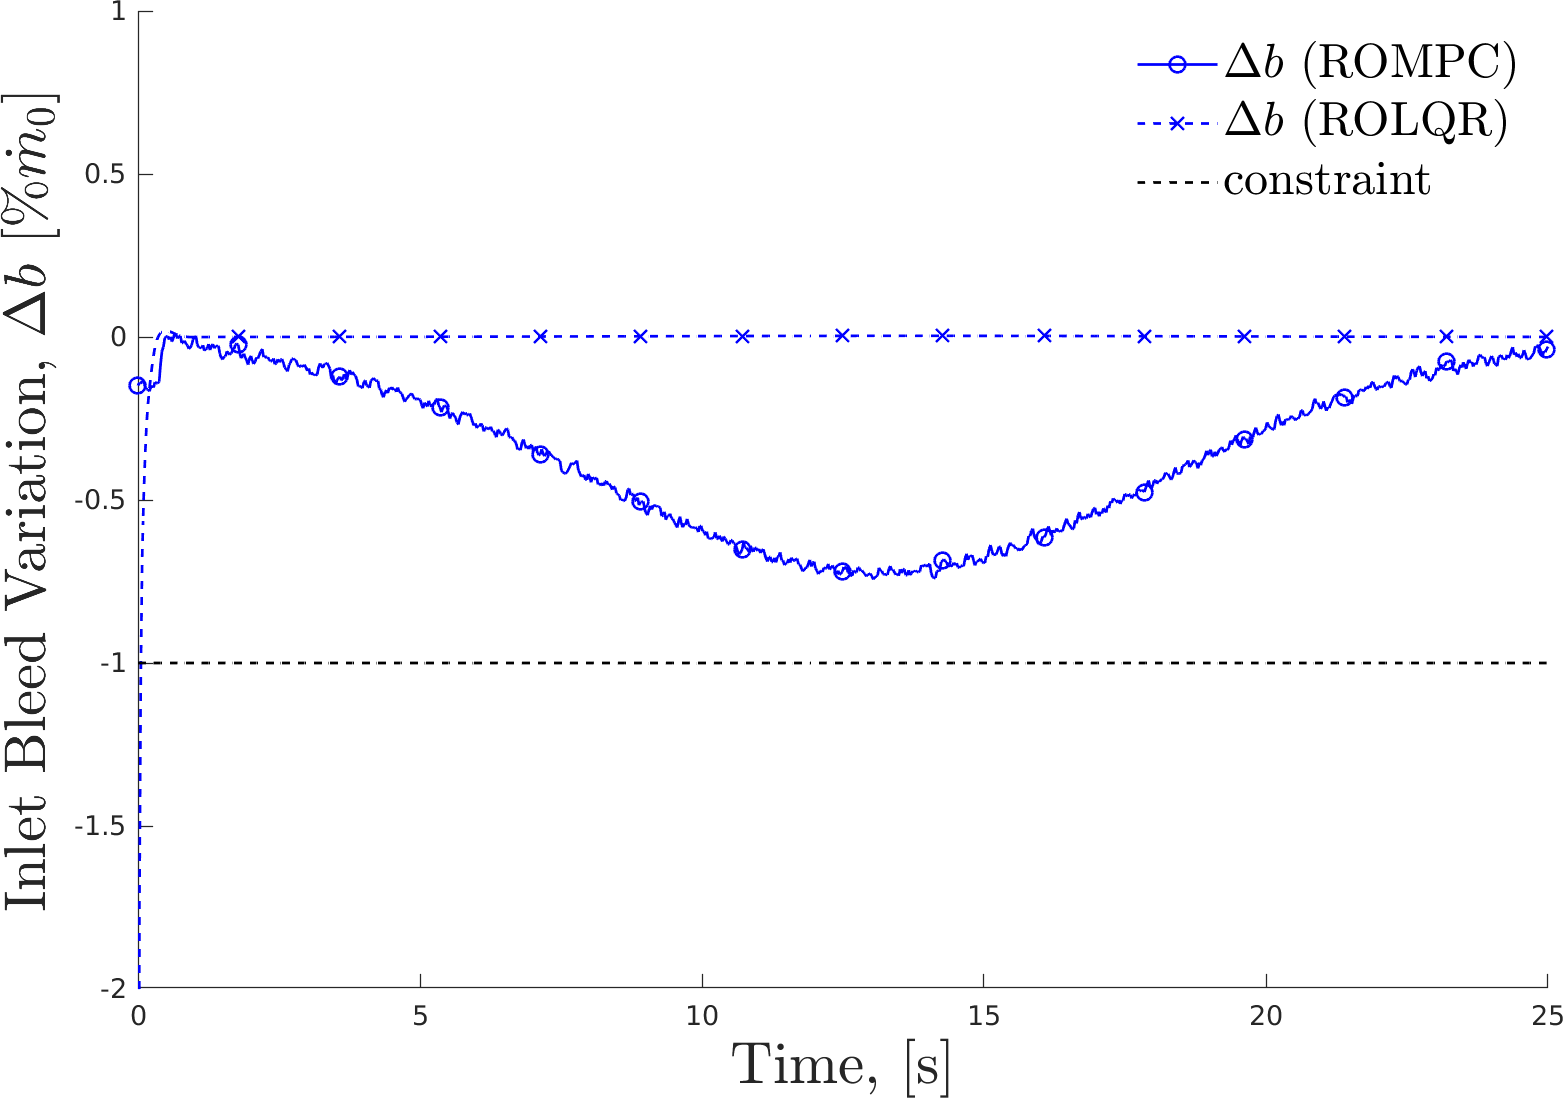 Δb (ROMPC)
Δb (ROLQR)
constraint
Inlet Bleed Variation, Δb [%ṁ₀]
1
0.5
0
-0.5
-1
-1.5
-2
0 5 10 15 20 25
Time, [s]